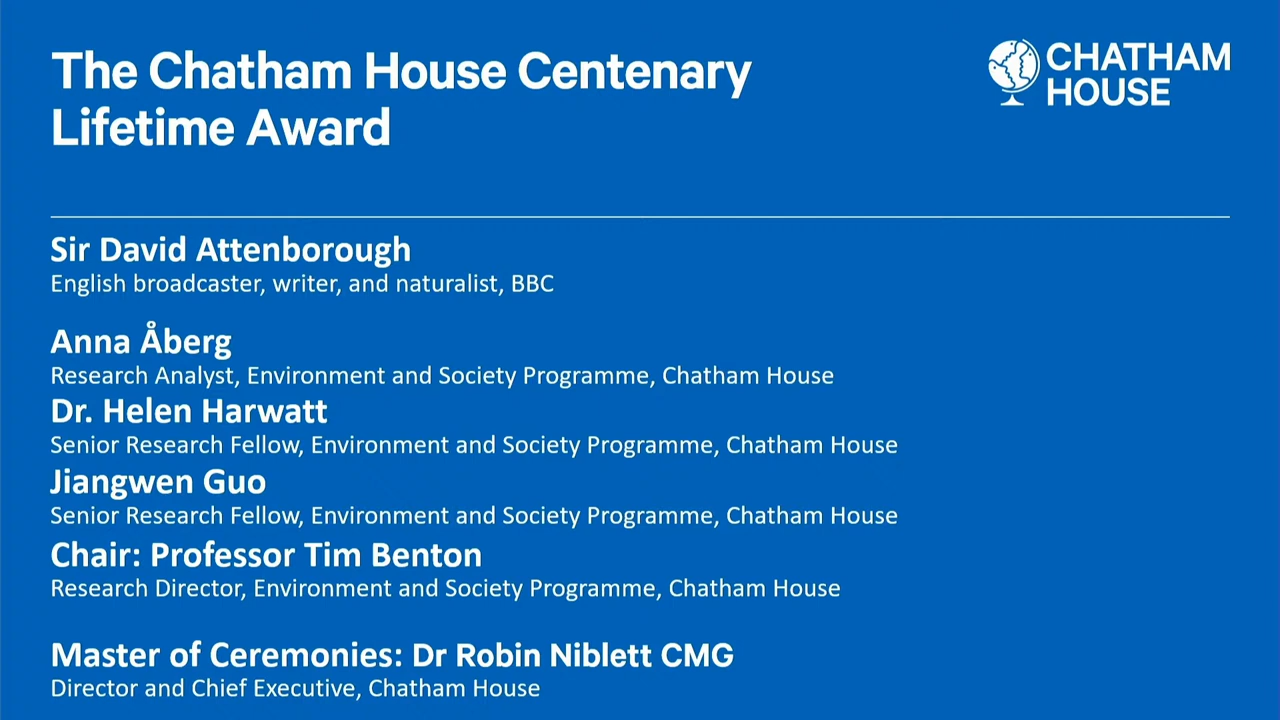 The Chatham House Centenary
Lifetime Award
CHATHAM
HOUSE
Sir David Attenborough
English broadcaster, writer, and naturalist, BBC
Anna Åberg
Research Analyst, Environment and Society Programme, Chatham House
Dr. Helen Harwatt
Senior Research Fellow, Environment and Society Programme, Chatham House
Jiangwen Guo
Senior Research Fellow, Environment and Society Programme, Chatham House
Chair: Professor Tim Benton
Research Director, Environment and Society Programme, Chatham House
Master of Ceremonies: Dr Robin Niblett CMG
Director and Chief Executive, Chatham House